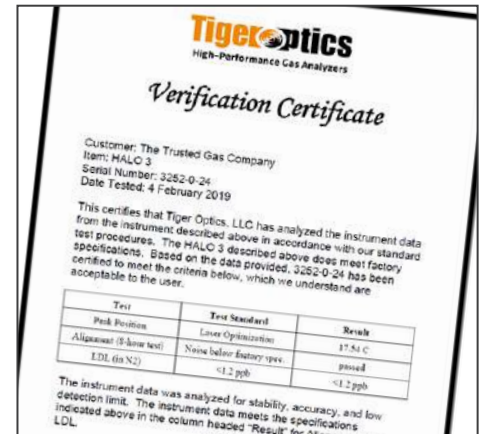 Tigeroptics
High-Performance Gas Analyzers
Verification Certificate
Customer: The Trusted Gas Company
Item: HALO 3
Serial Number: 3252-0-24
Date Tested: 4 February 2019
This certifies that Tiger Optics, LLC has analyzed the instrument data
from the instrument described above in accordance with our standard
test procedures. The HALO 3 described above does meet factory
specifications. Based on the data provided, 3252-0-24 has been
certified to meet the criteria below, which we understand are
acceptable to the user.
Test Test Standard Result
Peak Position Laser Optimization 17.54 C
Alignment (8-hour test) Noise below factory spec. passed
LDL (in N2) <1.2 ppb <1.2 ppb
The instrument data was analyzed for stability, accuracy, and low
detection limit. The instrument data meets the specifications
indicated above in the column headed "Result" for
LDL.